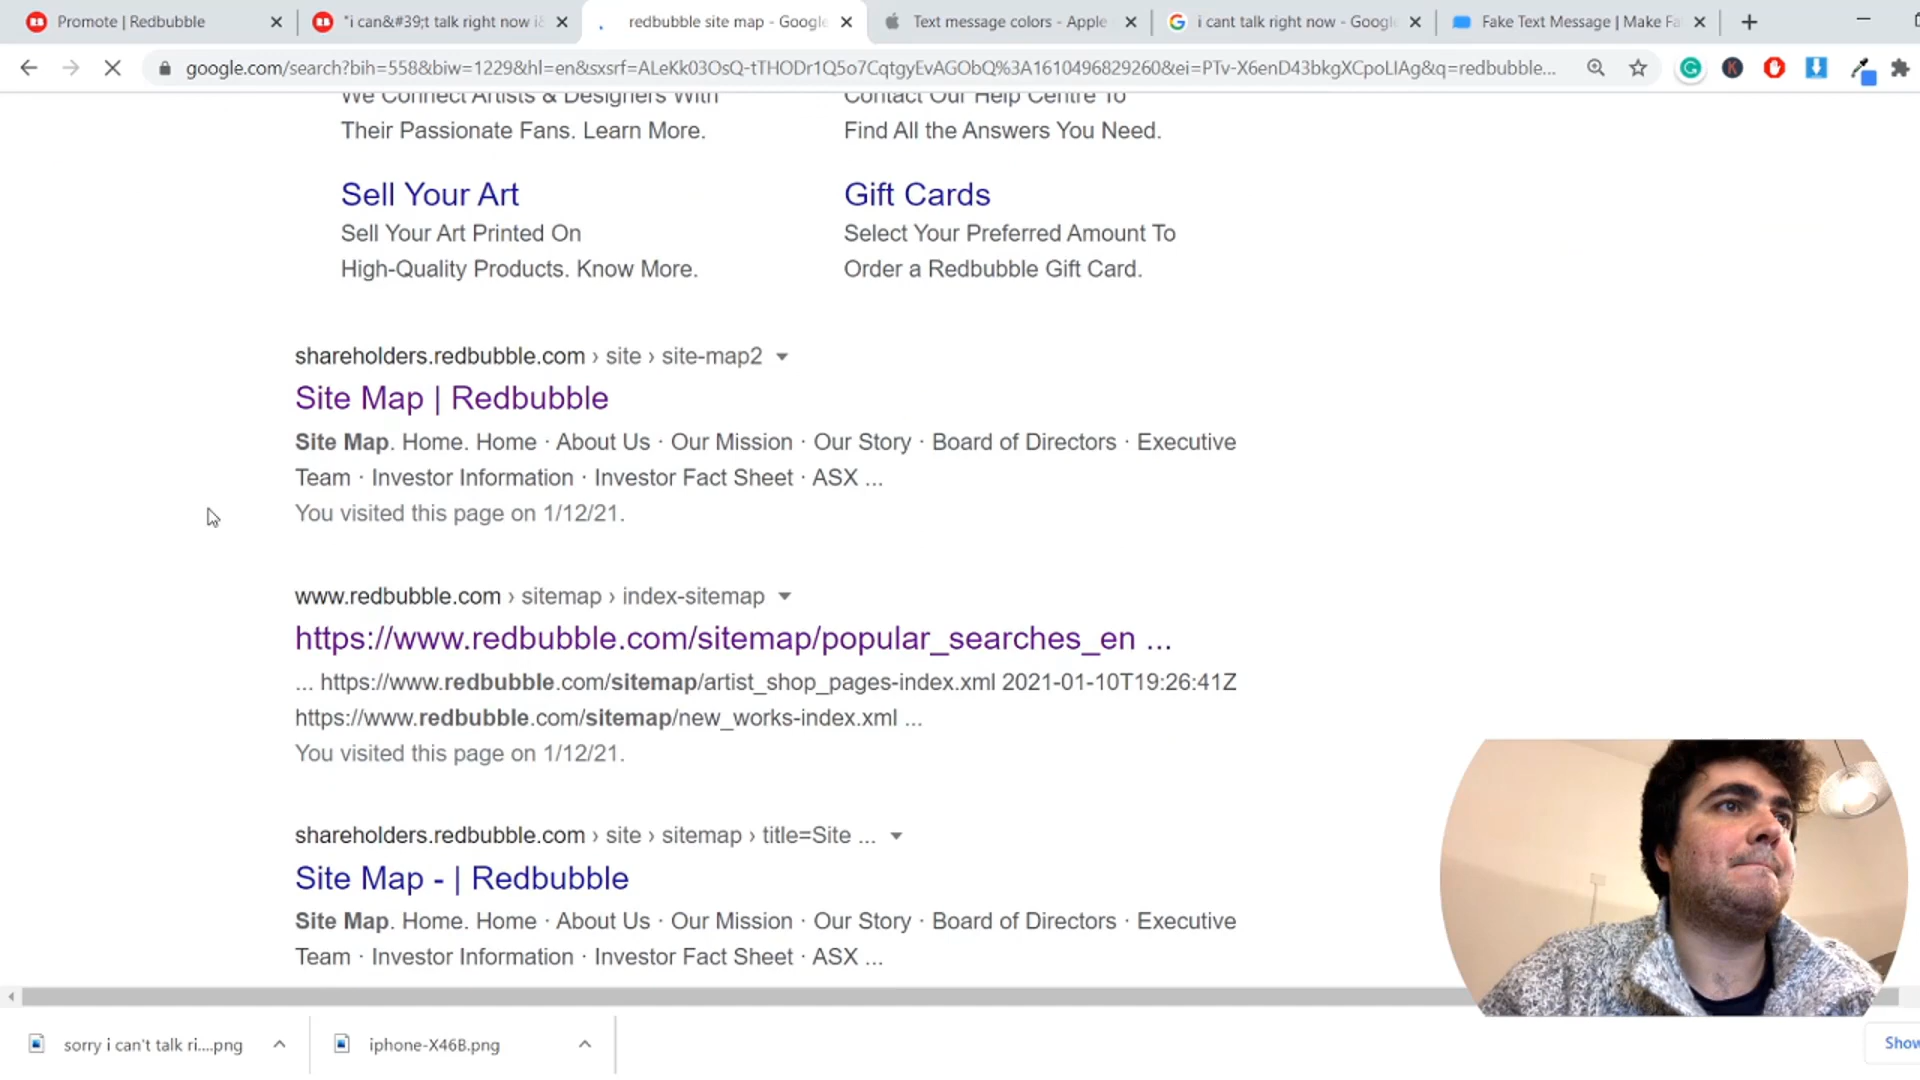 Promote | Redbubble
"i can&#39;t talk right now i
redbubble site map - Google
Text message colors - Apple
i cant talk right now - Google
Fake Text Message | Make Fa
google.com/search?bih=558&biw=1229&hl=en&sxsrf=ALeKk03OsQ-tTHODr1Q5o7CqtgyEvAGObQ%3A1610496829260&ei=PTv-X6enD43bkgXCpoLIAg&q=redbubble...
We Connect Artists & Designers With
Their Passionate Fans. Learn More.
Contact Our Help Centre To
Find All the Answers You Need.
Sell Your Art
Sell Your Art Printed On
High-Quality Products. Know More.
Gift Cards
Select Your Preferred Amount To
Order a Redbubble Gift Card.
shareholders.redbubble.com › site › site-map2
Site Map | Redbubble
Site Map. Home. Home · About Us · Our Mission · Our Story · Board of Directors · Executive
Team · Investor Information · Investor Fact Sheet · ASX ...
You visited this page on 1/12/21.
www.redbubble.com › sitemap › index-sitemap
https://www.redbubble.com/sitemap/popular_searches_en ...
... https://www.redbubble.com/sitemap/artist_shop_pages-index.xml 2021-01-10T19:26:41Z
https://www.redbubble.com/sitemap/new_works-index.xml ...
You visited this page on 1/12/21.
shareholders.redbubble.com › site › sitemap › title=Site ...
Site Map - | Redbubble
Site Map. Home. Home · About Us · Our Mission · Our Story · Board of Directors · Executive
Team · Investor Information · Investor Fact Sheet · ASX ...
sorry i can't talk ri....png
iphone-X46B.png
Show